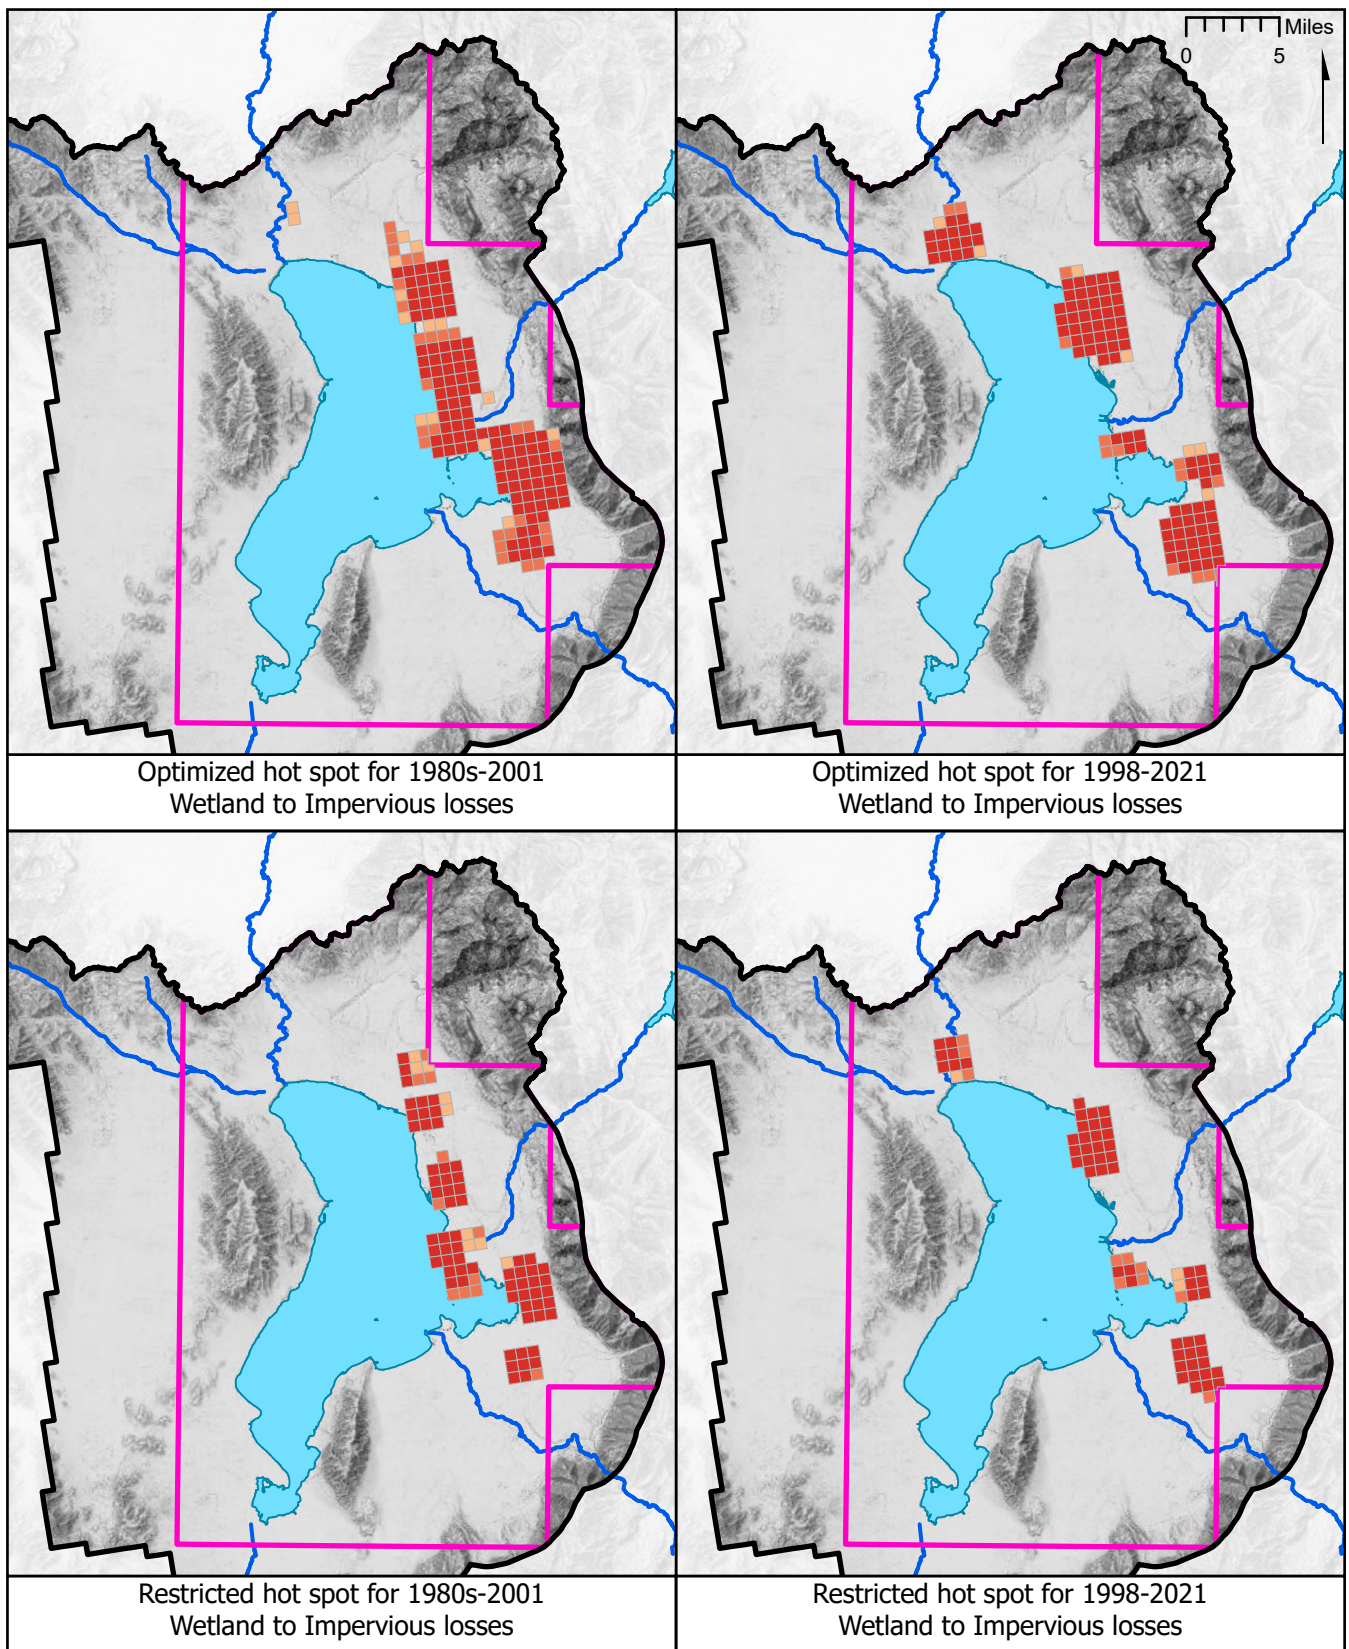 Miles
0 5
Optimized hot spot for 1980s-2001
Wetland to Impervious losses
Optimized hot spot for 1998-2021
Wetland to Impervious losses
Restricted hot spot for 1980s-2001
Wetland to Impervious losses
Restricted hot spot for 1998-2021
Wetland to Impervious losses